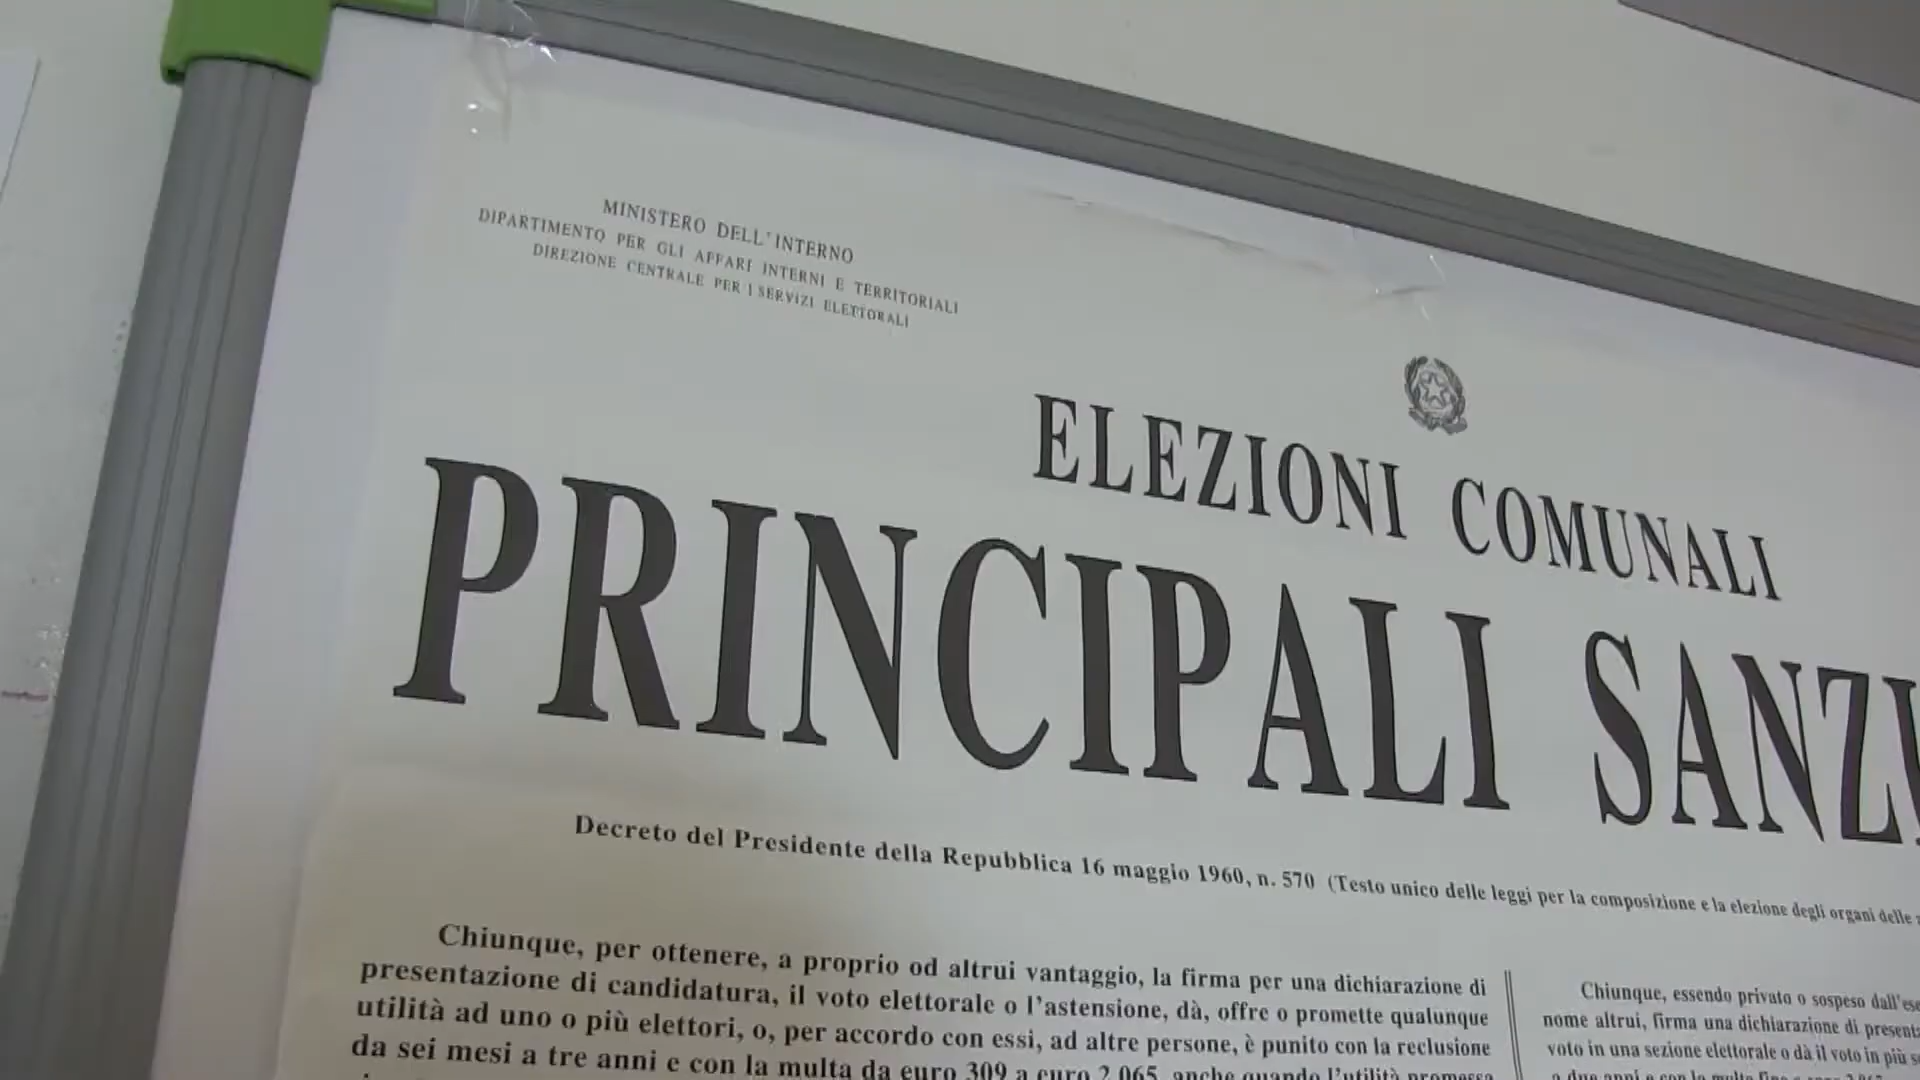 MINISTERO DELL'INTERNO
DIPARTIMENTO PER GLI AFFARI INTERNI E TERRITORIALI
DIREZIONE CENTRALE PER I SERVIZI ELETTORALI
ELEZIONI COMUNALI
PRINCIPALI SANZI
Decreto del Presidente della Repubblica 16 maggio 1960, n. 570 (Testo unico delle leggi per la composizione e la elezione degli organi delle
Chiunque, per ottenere, a proprio od altrui vantaggio, la firma per una dichiarazione di
presentazione di candidatura, il voto elettorale o l'astensione, dà, offre o promette qualunque
utilità ad uno o più elettori, o, per accordo con essi, ad altre persone, è punito con la reclusione
da sei mesi a tre anni e con la multa da euro 309 a euro 2.065, anche quando l'utilità promessa
Chiunque, essendo privato o sospeso dall'ese
nome altrui, firma una dichiarazione di presenta
voto in una sezione elettorale o dà il voto in più s